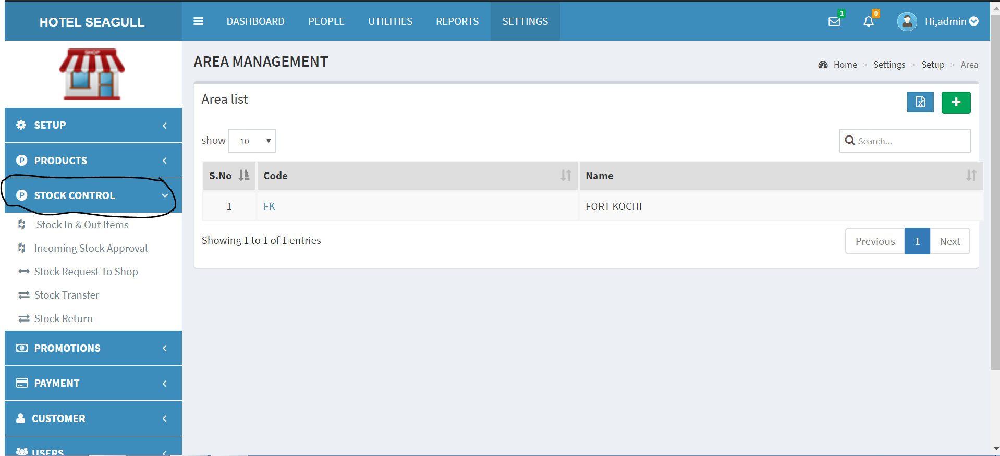 HOTEL SEAGULL
DASHBOARD PEOPLE UTILITIES REPORTS SETTINGS
1
0
Hi,admin
SHOP
AREA MANAGEMENT
Home > Settings > Setup > Area
Area list
SETUP
PRODUCTS
STOCK CONTROL
Stock In & Out Items
Incoming Stock Approval
Stock Request To Shop
Stock Transfer
Stock Return
PROMOTIONS
PAYMENT
CUSTOMER
USERS
show 10
Search...
S.No Code Name
1 FK FORT KOCHI
Showing 1 to 1 of 1 entries
Previous 1 Next